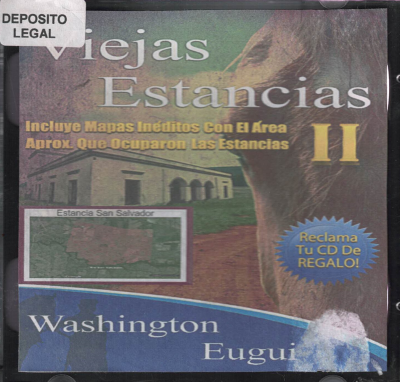 DEPOSITO
LEGAL
Viejas
Estancias
II
Incluye Mapas Inéditos Con El Área
Aprox. Que Ocuparon Las Estancias
Estancia San Salvador
Reclama
Tu CD De
REGALO!
Washington
Eugui